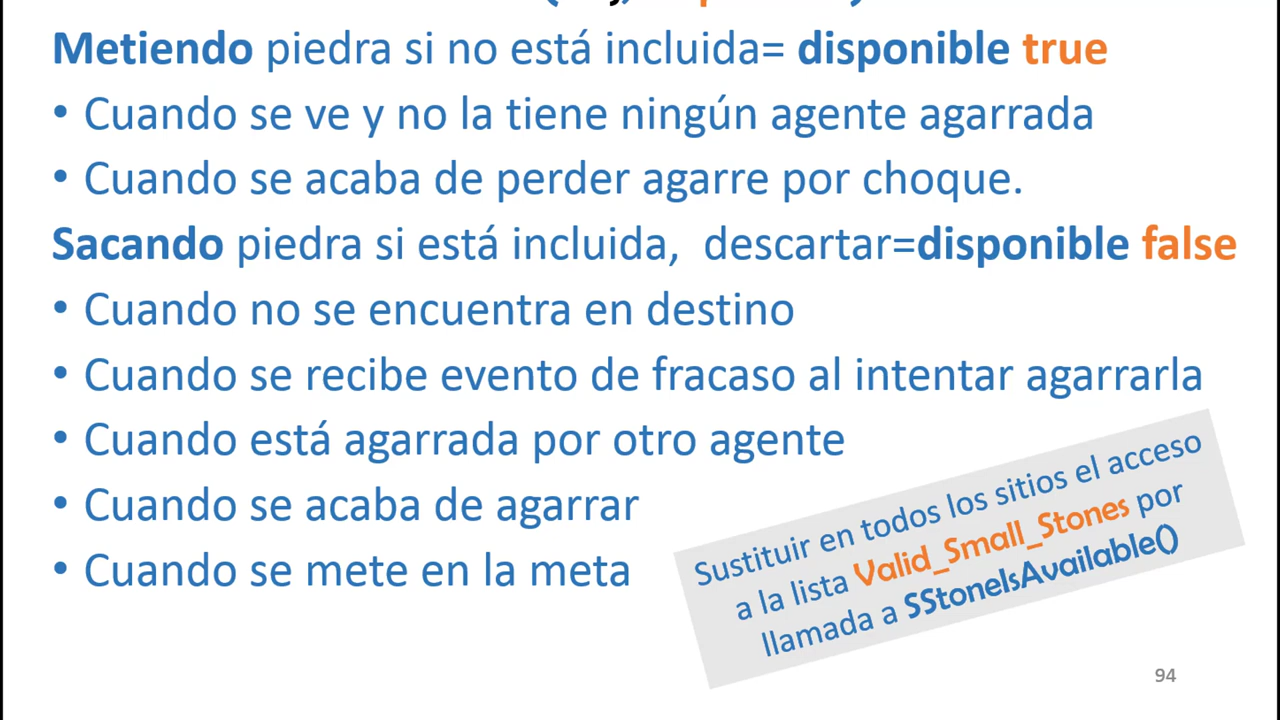 Metiendo piedra si no está incluida= disponible true
• Cuando se ve y no la tiene ningún agente agarrada
• Cuando se acaba de perder agarre por choque.
Sacando piedra si está incluida, descartar=disponible false
• Cuando no se encuentra en destino
• Cuando se recibe evento de fracaso al intentar agarrarla
• Cuando está agarrada por otro agente
• Cuando se acaba de agarrar
• Cuando se mete en la meta
Sustituir en todos los sitios el acceso
a la lista Valid_Small_Stones por
llamada a SStoneIsAvailable()
94